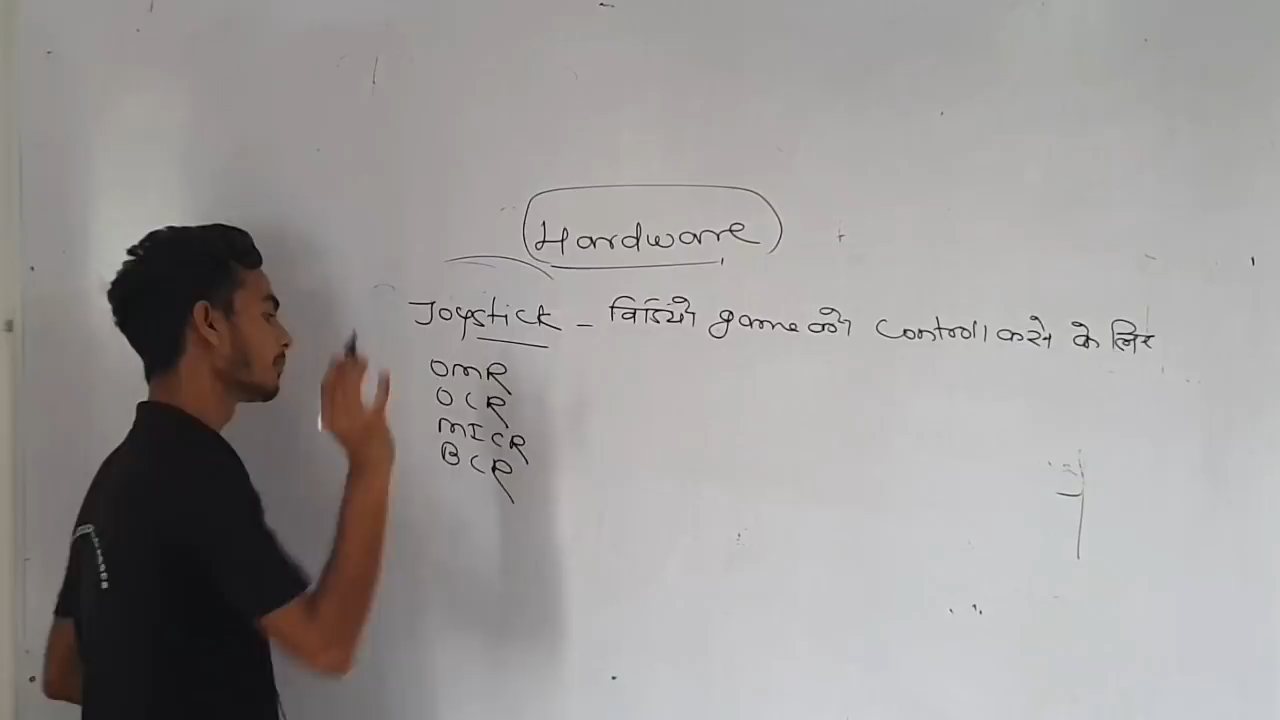 Hardware
Joystick - विडियो game को Control करने के लिए
OMR
OCR
MICR
BCR